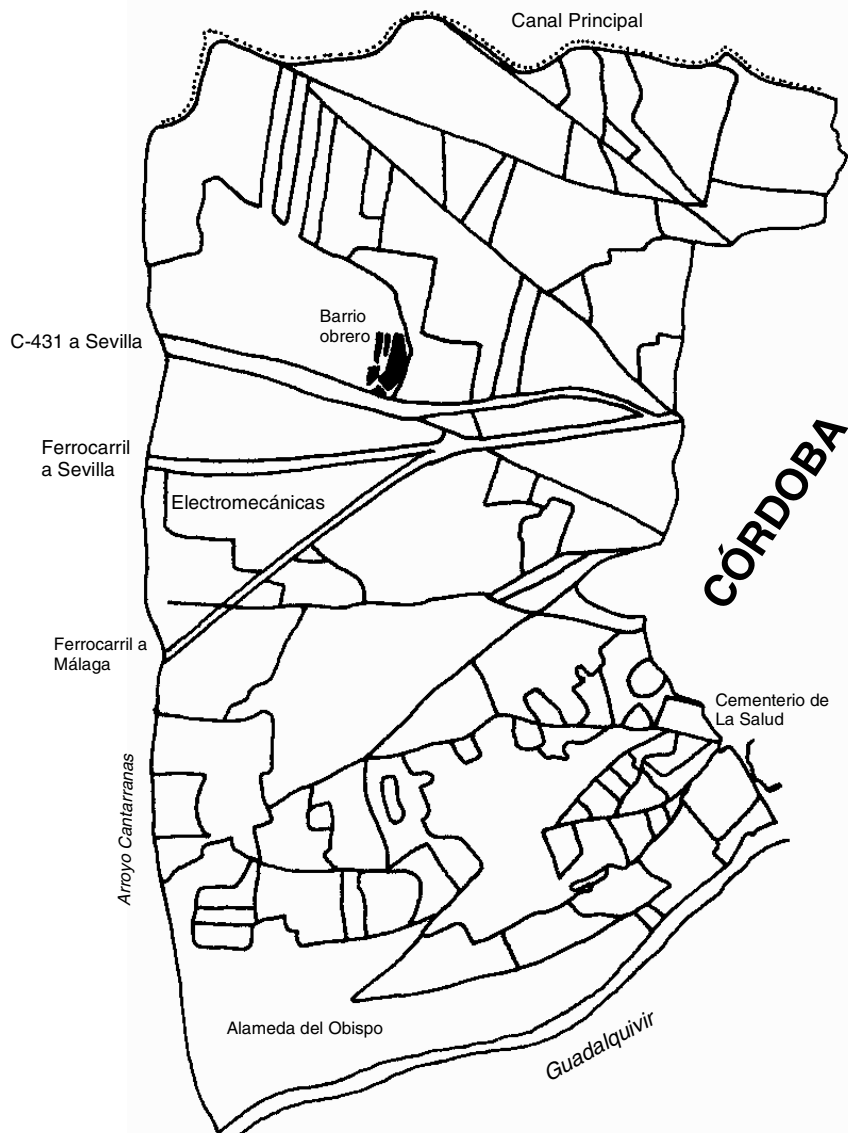 Canal Principal
Barrio
obrero
C-431 a Sevilla
Ferrocarril
a Sevilla
Electromecánicas
CÓRDOBA
Ferrocarril a
Málaga
Cementerio de
La Salud
Arroyo Cantarranas
Alameda del Obispo
Guadalquivir